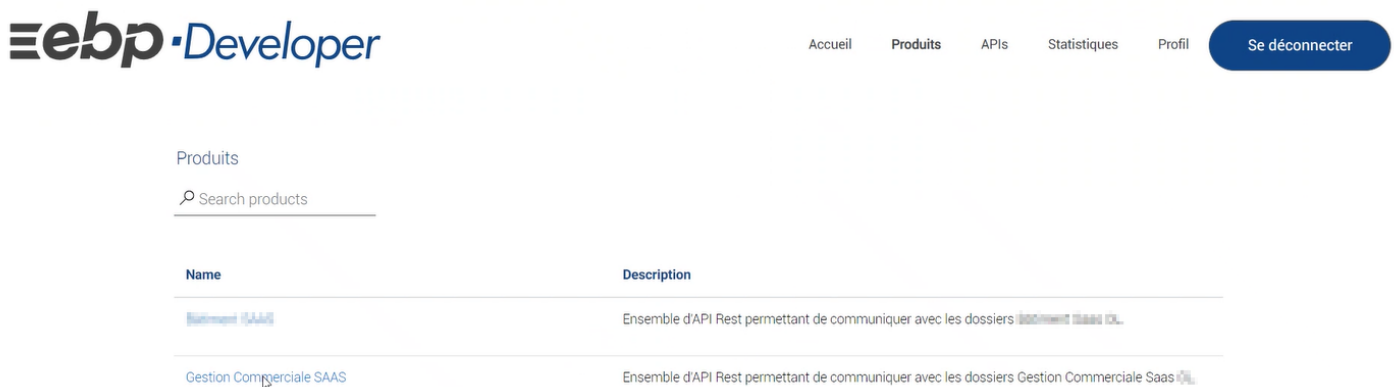 ebp·Developer
Accueil Produits APIs Statistiques Profil Se déconnecter
Produits
Search products
Name Description
Ensemble d'API Rest permettant de communiquer avec les dossiers
Gestion Commerciale SAAS Ensemble d'API Rest permettant de communiquer avec les dossiers Gestion Commerciale Saas